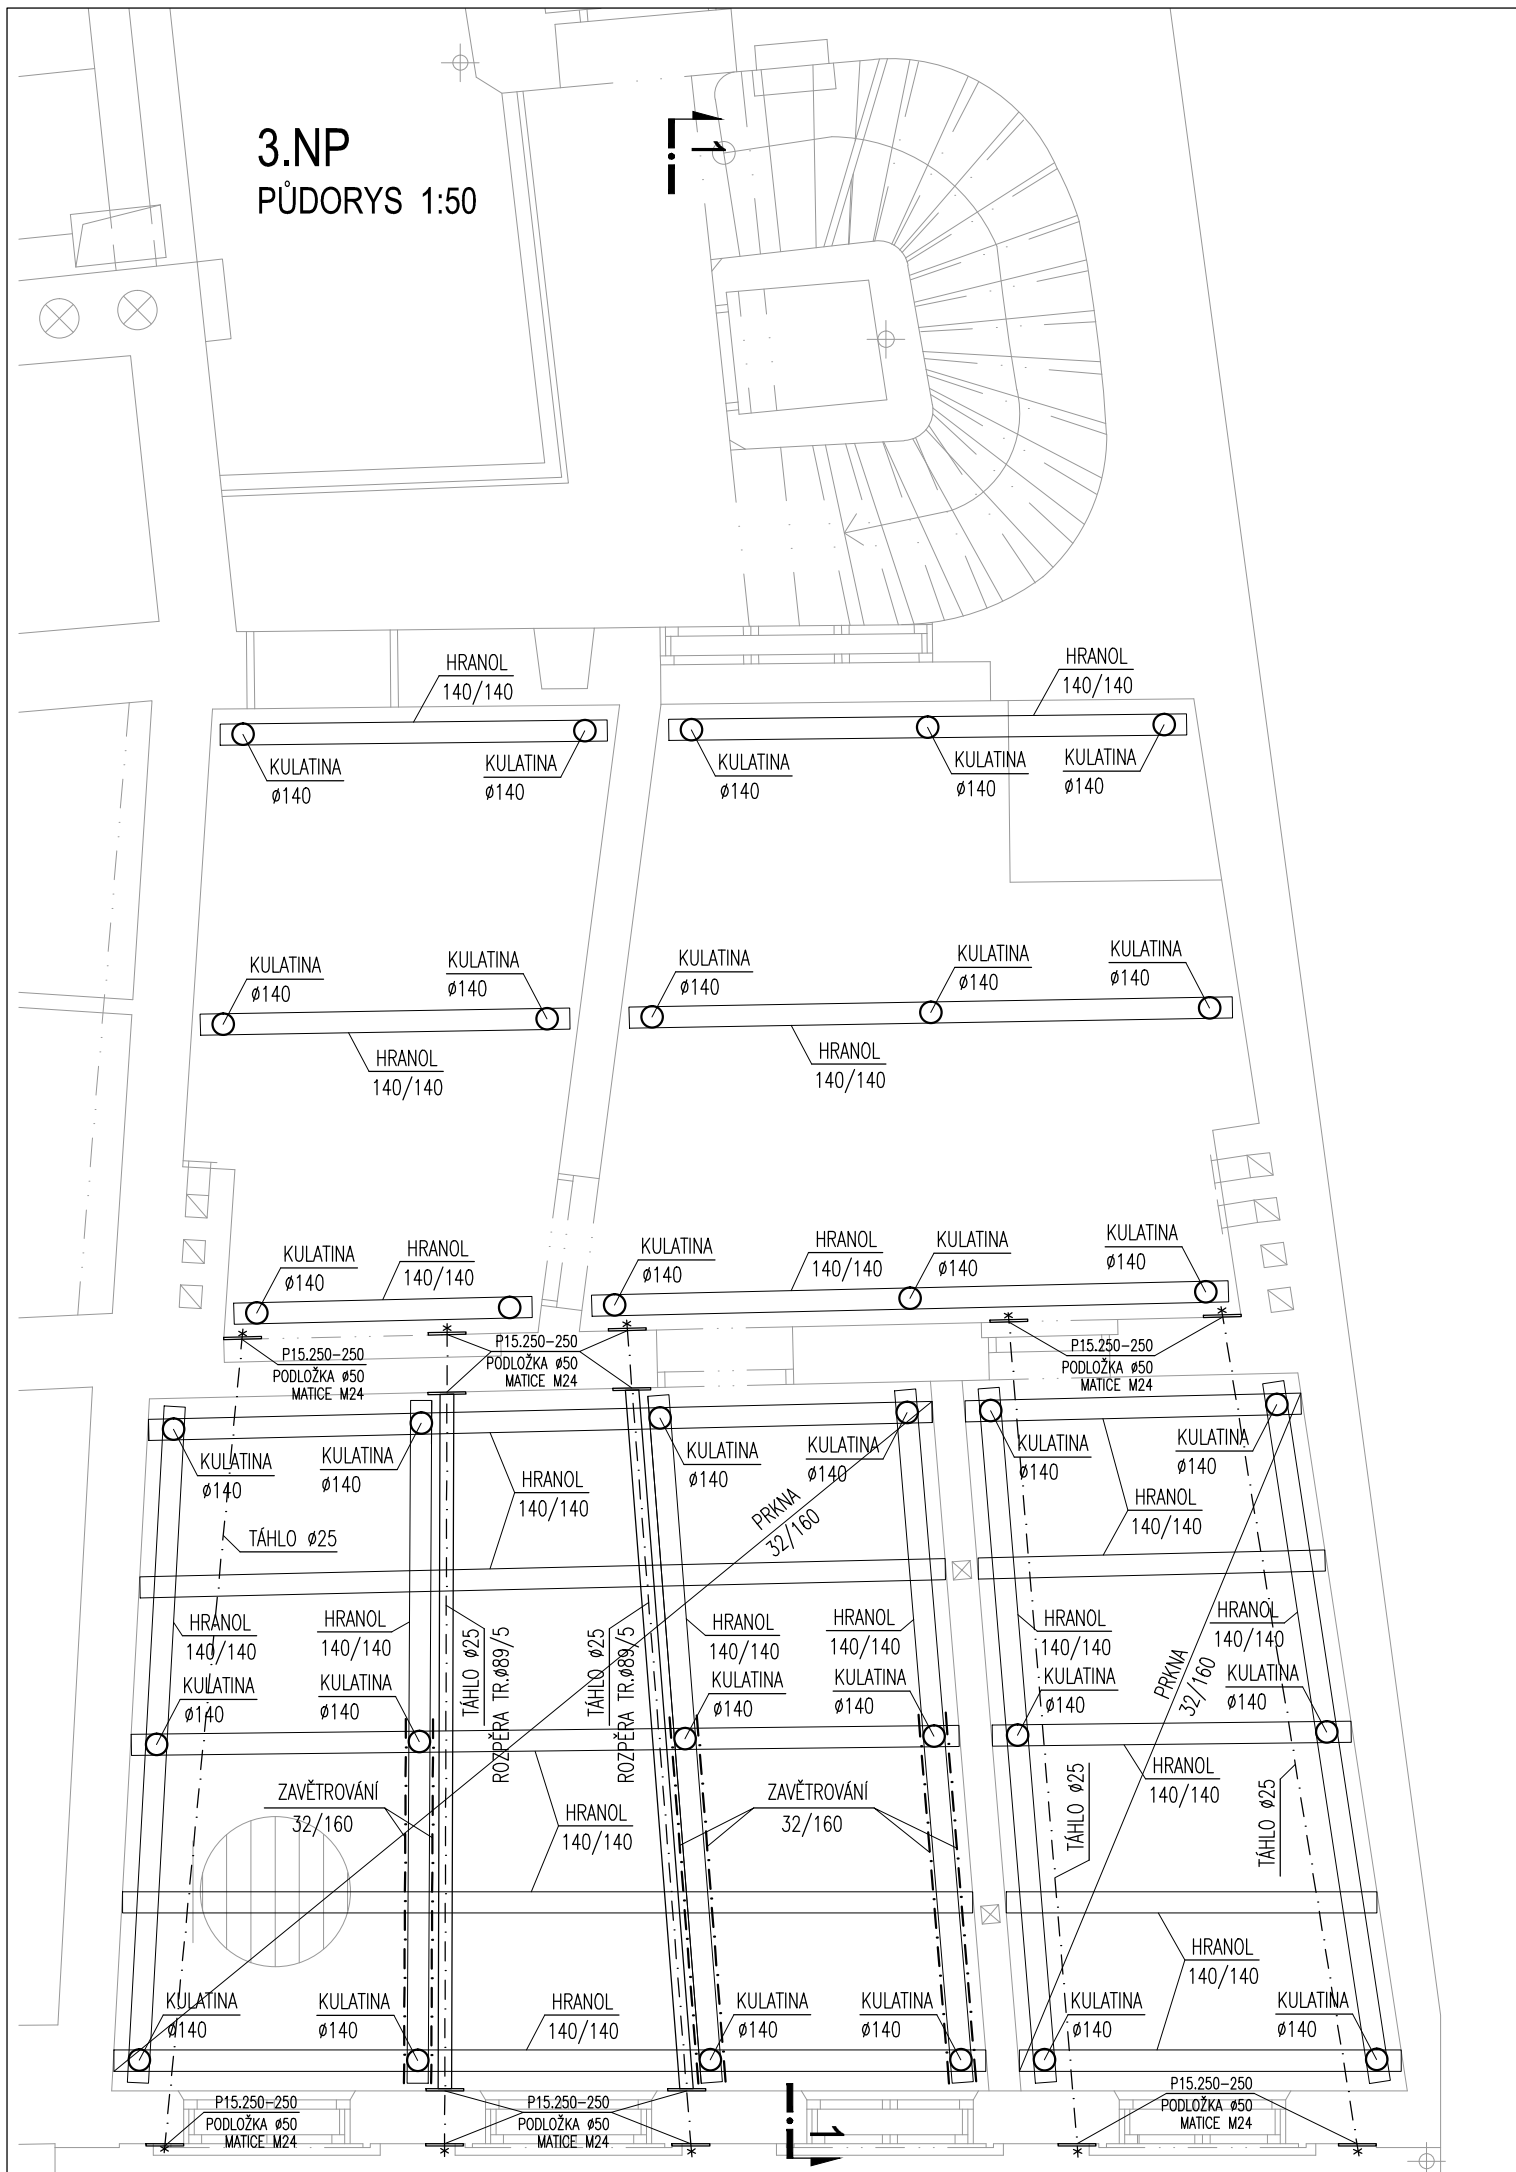 3.NP
PŮDORYS 1:50
1
HRANOL
140/140
HRANOL
140/140
KULATINA
ø140
KULATINA
ø140
KULATINA
ø140
KULATINA
ø140
KULATINA
ø140
KULATINA
ø140
KULATINA
ø140
KULATINA
ø140
KULATINA
ø140
KULATINA
ø140
HRANOL
140/140
HRANOL
140/140
KULATINA
ø140
HRANOL
140/140
KULATINA
ø140
HRANOL
140/140
KULATINA
ø140
KULATINA
ø140
P15.250-250
PODLOŽKA ø50
MATICE M24
P15.250-250
PODLOŽKA ø50
MATICE M24
P15.250-250
PODLOŽKA ø50
MATICE M24
KULATINA
ø140
KULATINA
ø140
KULATINA
ø140
KULATINA
ø140
KULATINA
ø140
KULATINA
ø140
HRANOL
140/140
HRANOL
140/140
PRKNA
32/160
TÁHLO ø25
HRANOL
140/140
HRANOL
140/140
TÁHLO ø25
ROZPĚRA TR.ø89/5
TÁHLO ø25
ROZPĚRA TR.ø89/5
HRANOL
140/140
HRANOL
140/140
HRANOL
140/140
HRANOL
140/140
PRKNA
32/160
KULATINA
ø140
KULATINA
ø140
KULATINA
ø140
KULATINA
ø140
KULATINA
ø140
KULATINA
ø140
ZAVĚTROVÁNÍ
32/160
HRANOL
140/140
ZAVĚTROVÁNÍ
32/160
TÁHLO ø25
HRANOL
140/140
TÁHLO ø25
HRANOL
140/140
KULATINA
ø140
KULATINA
ø140
HRANOL
140/140
KULATINA
ø140
KULATINA
ø140
KULATINA
ø140
KULATINA
ø140
P15.250-250
PODLOŽKA ø50
MATICE M24
P15.250-250
PODLOŽKA ø50
MATICE M24
P15.250-250
PODLOŽKA ø50
MATICE M24
1